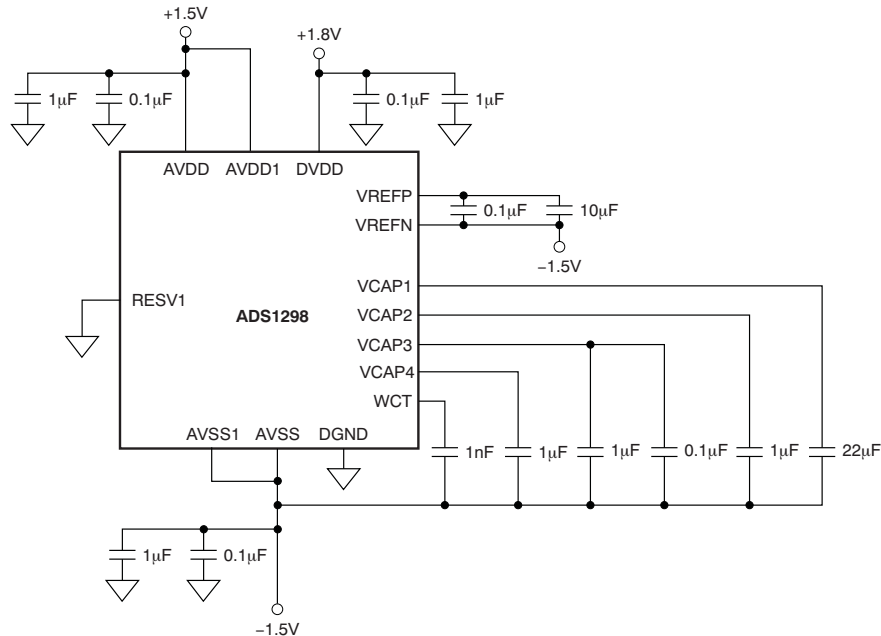 +1.5V
+1.8V
1μF
0.1μF
0.1μF
1μF
AVDD
AVDD1
DVDD
VREFP
0.1μF
10μF
VREFN
−1.5V
VCAP1
RESV1
ADS1298
VCAP2
VCAP3
VCAP4
WCT
AVSS1
AVSS
DGND
1nF
1μF
1μF
0.1μF
1μF
22μF
1μF
0.1μF
−1.5V